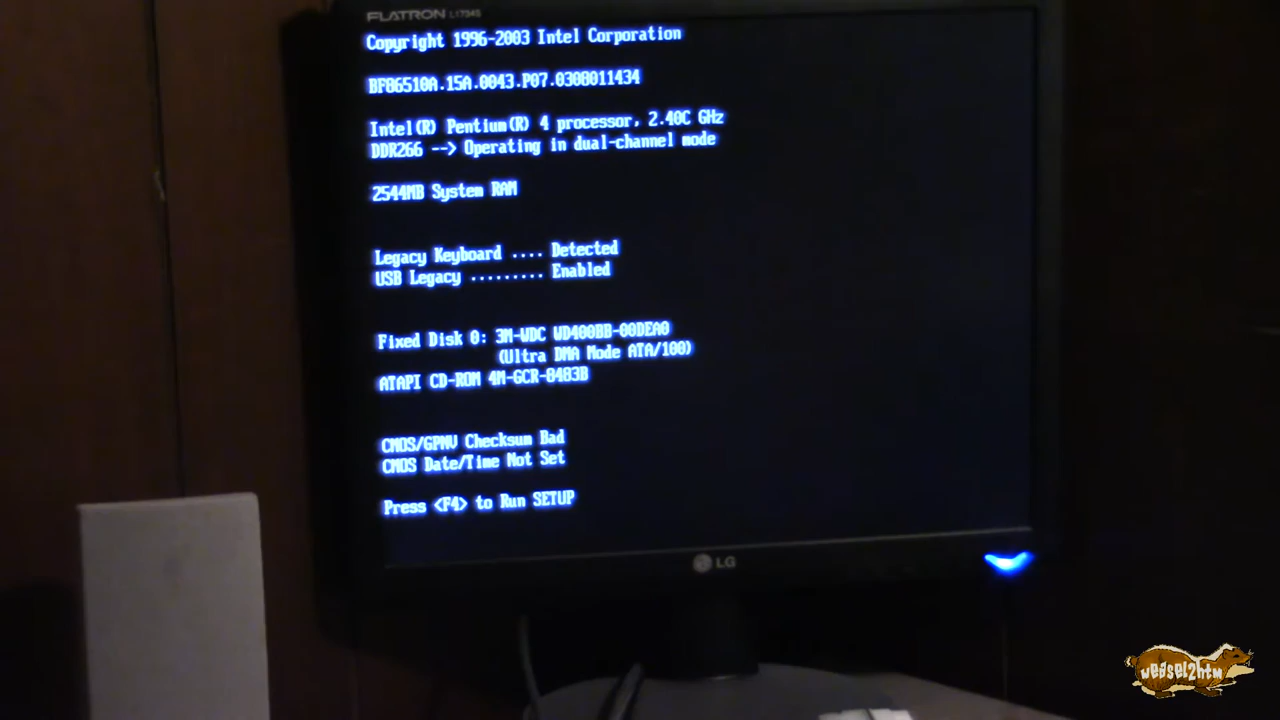 FLATRON L1734S
Copyright 1996-2003 Intel Corporation
BF86510A.15A.0043.P07.0308011434
Intel(R) Pentium(R) 4 processor, 2.40C GHz
DDR266 --> Operating in dual-channel mode
2544MB System RAM
Legacy Keyboard .... Detected
USB Legacy ......... Enabled
Fixed Disk 0: 3M-WDC WD400BB-00DEA0
(Ultra DMA Mode ATA/100)
ATAPI CD-ROM 4M-GCR-8483B
CMOS/GPNV Checksum Bad
CMOS Date/Time Not Set
Press <F4> to Run SETUP
LG
weasel2htm